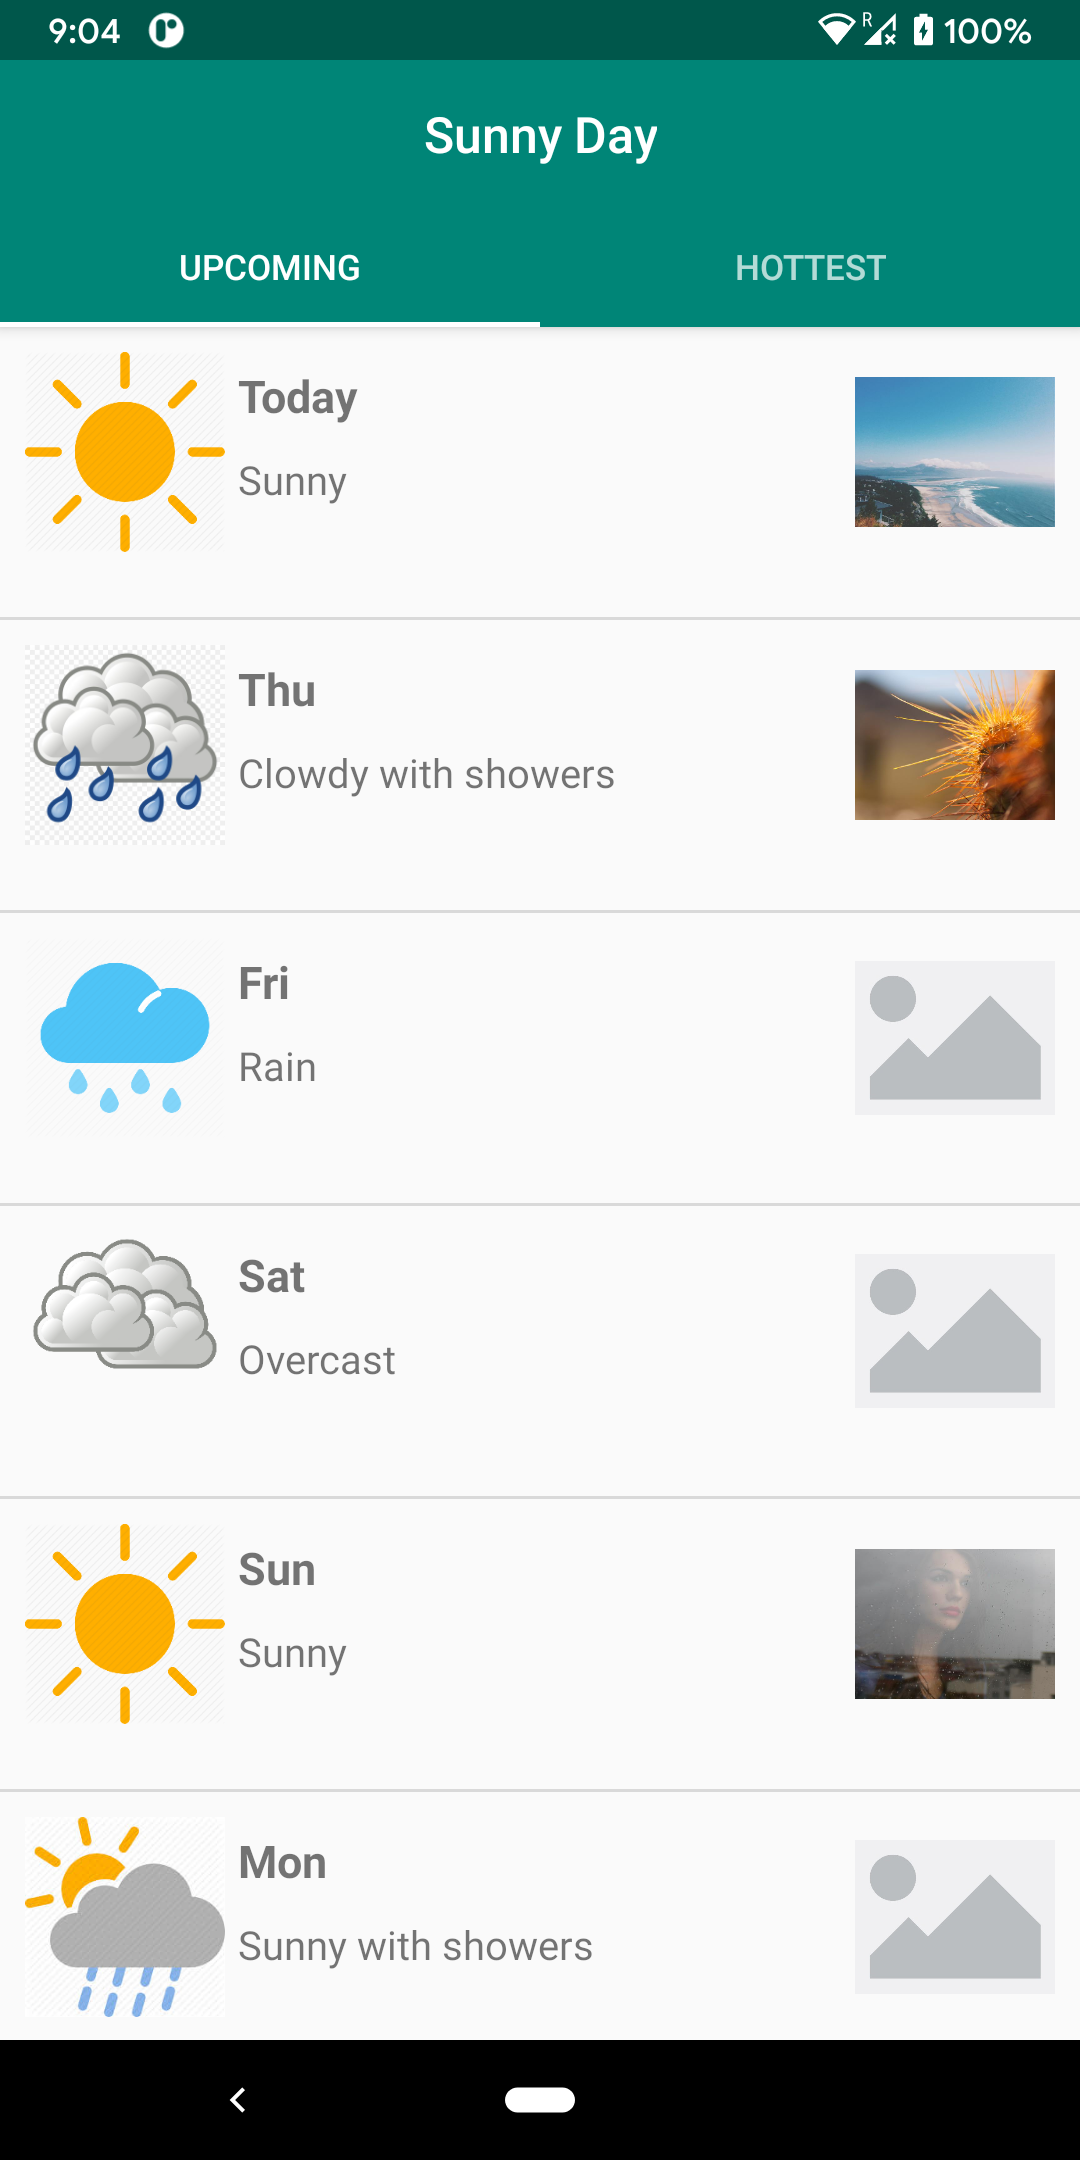 9:04
R
100%
Sunny Day
UPCOMING
HOTTEST
Today
Sunny
Thu
Clowdy with showers
Fri
Rain
Sat
Overcast
Sun
Sunny
Mon
Sunny with showers